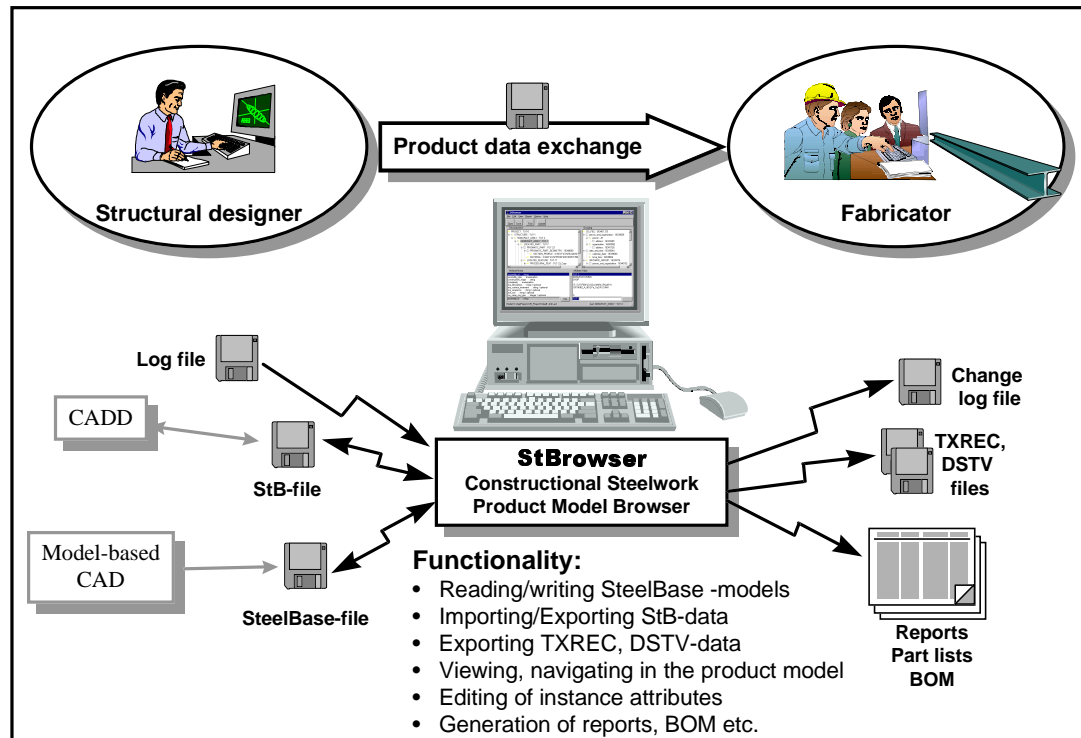 Product data exchange
Structural designer
Fabricator
Log file
CADD
StB-file
Model-based
CAD
SteelBase-file
StBrowser
Constructional Steelwork
Product Model Browser
Change
log file
TXREC,
DSTV
files
Reports
Part lists
BOM
Functionality:
• Reading/writing SteelBase -models
• Importing/Exporting StB-data
• Exporting TXREC, DSTV-data
• Viewing, navigating in the product model
• Editing of instance attributes
• Generation of reports, BOM etc.